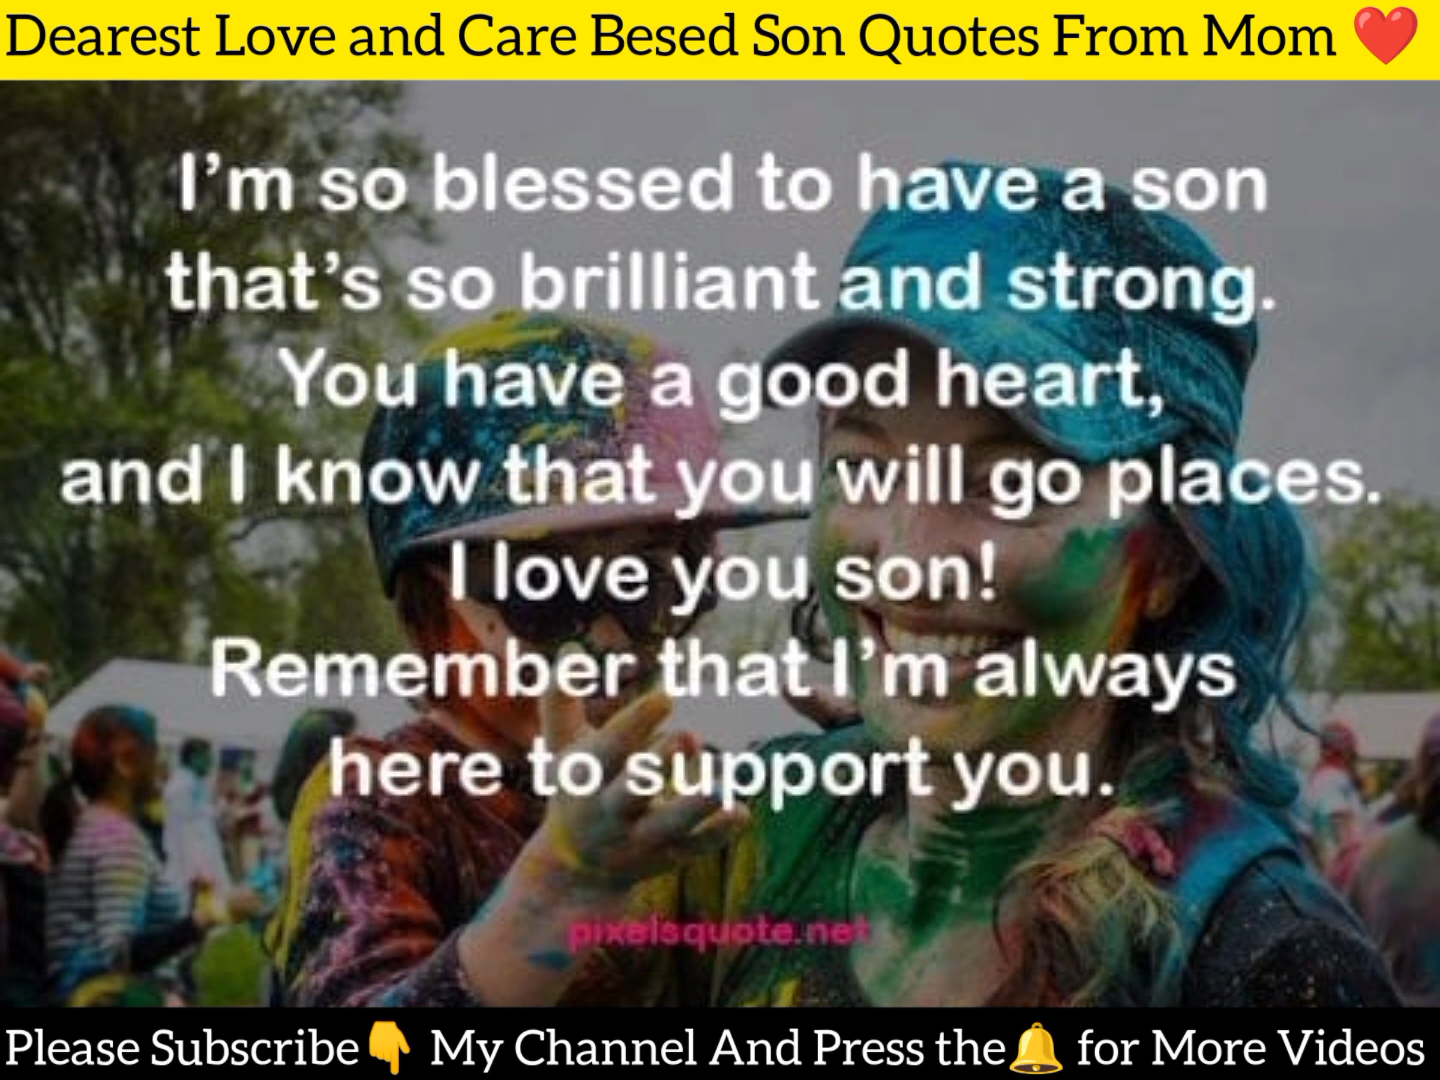 Dearest Love and Care Besed Son Quotes From Mom ❤️
I'm so blessed to have a son
that's so brilliant and strong.
You have a good heart,
and I know that you will go places.
I love you son!
Remember that I'm always
here to support you.
pixelsquote.net
Please Subscribe👇 My Channel And Press the🔔 for More Videos